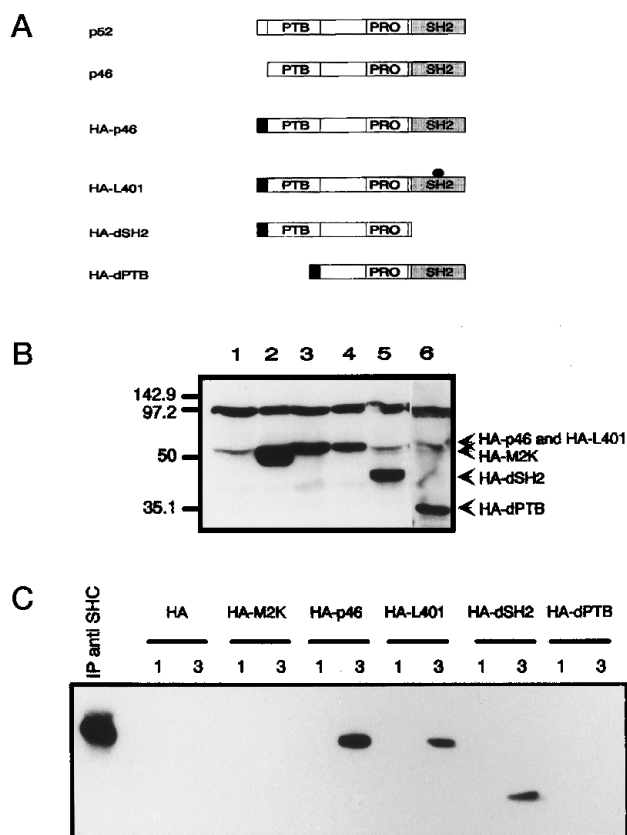 A
p52 PTB PRO SH2
p46 PTB PRO SH2
HA-p46 PTB PRO SH2
HA-L401 PTB PRO SH2
HA-dSH2 PTB PRO
HA-dPTB PRO SH2
B
1 2 3 4 5 6
142.9
97.2
50
35.1
HA-p46 and HA-L401
HA-M2K
HA-dSH2
HA-dPTB
C
IP anti SHC
HA HA-M2K HA-p46 HA-L401 HA-dSH2 HA-dPTB
1 3 1 3 1 3 1 3 1 3 1 3